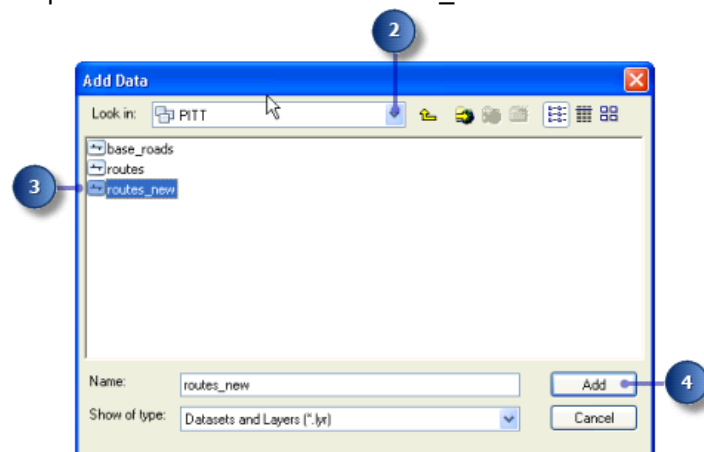 2
Add Data
Look in: PITT
base_roads
routes
3
routes_new
Name: routes_new
Add
4
Show of type: Datasets and Layers (*.lyr)
Cancel